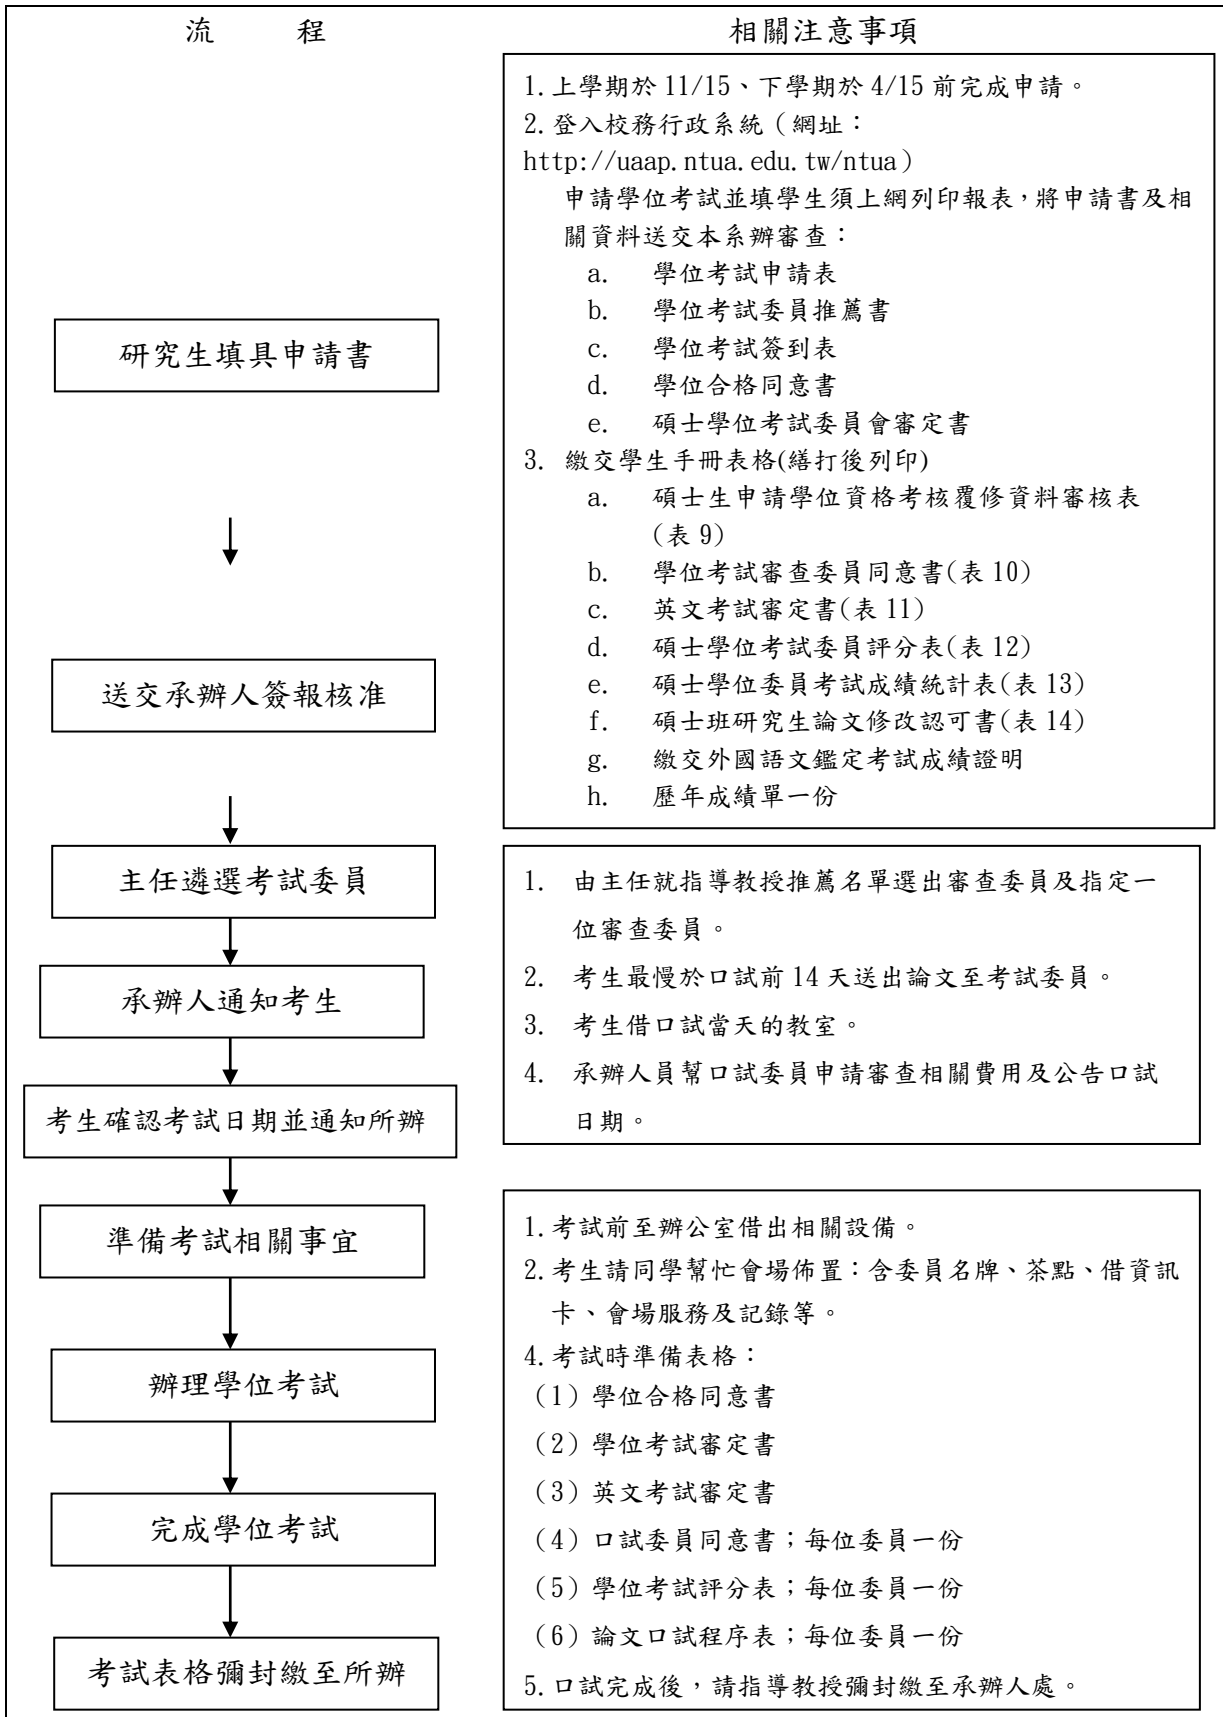 流　　程
相關注意事項
研究生填具申請書
送交承辦人簽報核准
主任遴選考試委員
承辦人通知考生
考生確認考試日期並通知所辦
準備考試相關事宜
辦理學位考試
完成學位考試
考試表格彌封繳至所辦
1.上學期於 11/15、下學期於 4/15 前完成申請。
2.登入校務行政系統（網址：
http://uaap.ntua.edu.tw/ntua）
申請學位考試並填學生須上網列印報表，將申請書及相
關資料送交本系辦審查：
a. 學位考試申請表
b. 學位考試委員推薦書
c. 學位考試簽到表
d. 學位合格同意書
e. 碩士學位考試委員會審定書
3. 繳交學生手冊表格(繕打後列印)
a. 碩士生申請學位資格考核覆修資料審核表
(表 9)
b. 學位考試審查委員同意書(表 10)
c. 英文考試審定書(表 11)
d. 碩士學位考試委員評分表(表 12)
e. 碩士學位委員考試成績統計表(表 13)
f. 碩士班研究生論文修改認可書(表 14)
g. 繳交外國語文鑑定考試成績證明
h. 歷年成績單一份
1. 由主任就指導教授推薦名單選出審查委員及指定一
位審查委員。
2. 考生最慢於口試前 14 天送出論文至考試委員。
3. 考生借口試當天的教室。
4. 承辦人員幫口試委員申請審查相關費用及公告口試
日期。
1.考試前至辦公室借出相關設備。
2.考生請同學幫忙會場佈置：含委員名牌、茶點、借資訊
卡、會場服務及記錄等。
4.考試時準備表格：
（1）學位合格同意書
（2）學位考試審定書
（3）英文考試審定書
（4）口試委員同意書；每位委員一份
（5）學位考試評分表；每位委員一份
（6）論文口試程序表；每位委員一份
5.口試完成後，請指導教授彌封繳至承辦人處。